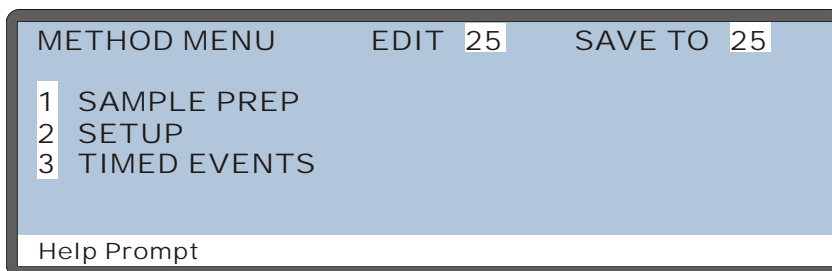 METHOD MENU EDIT 25 SAVE TO 25
1 SAMPLE PREP
2 SETUP
3 TIMED EVENTS
Help Prompt